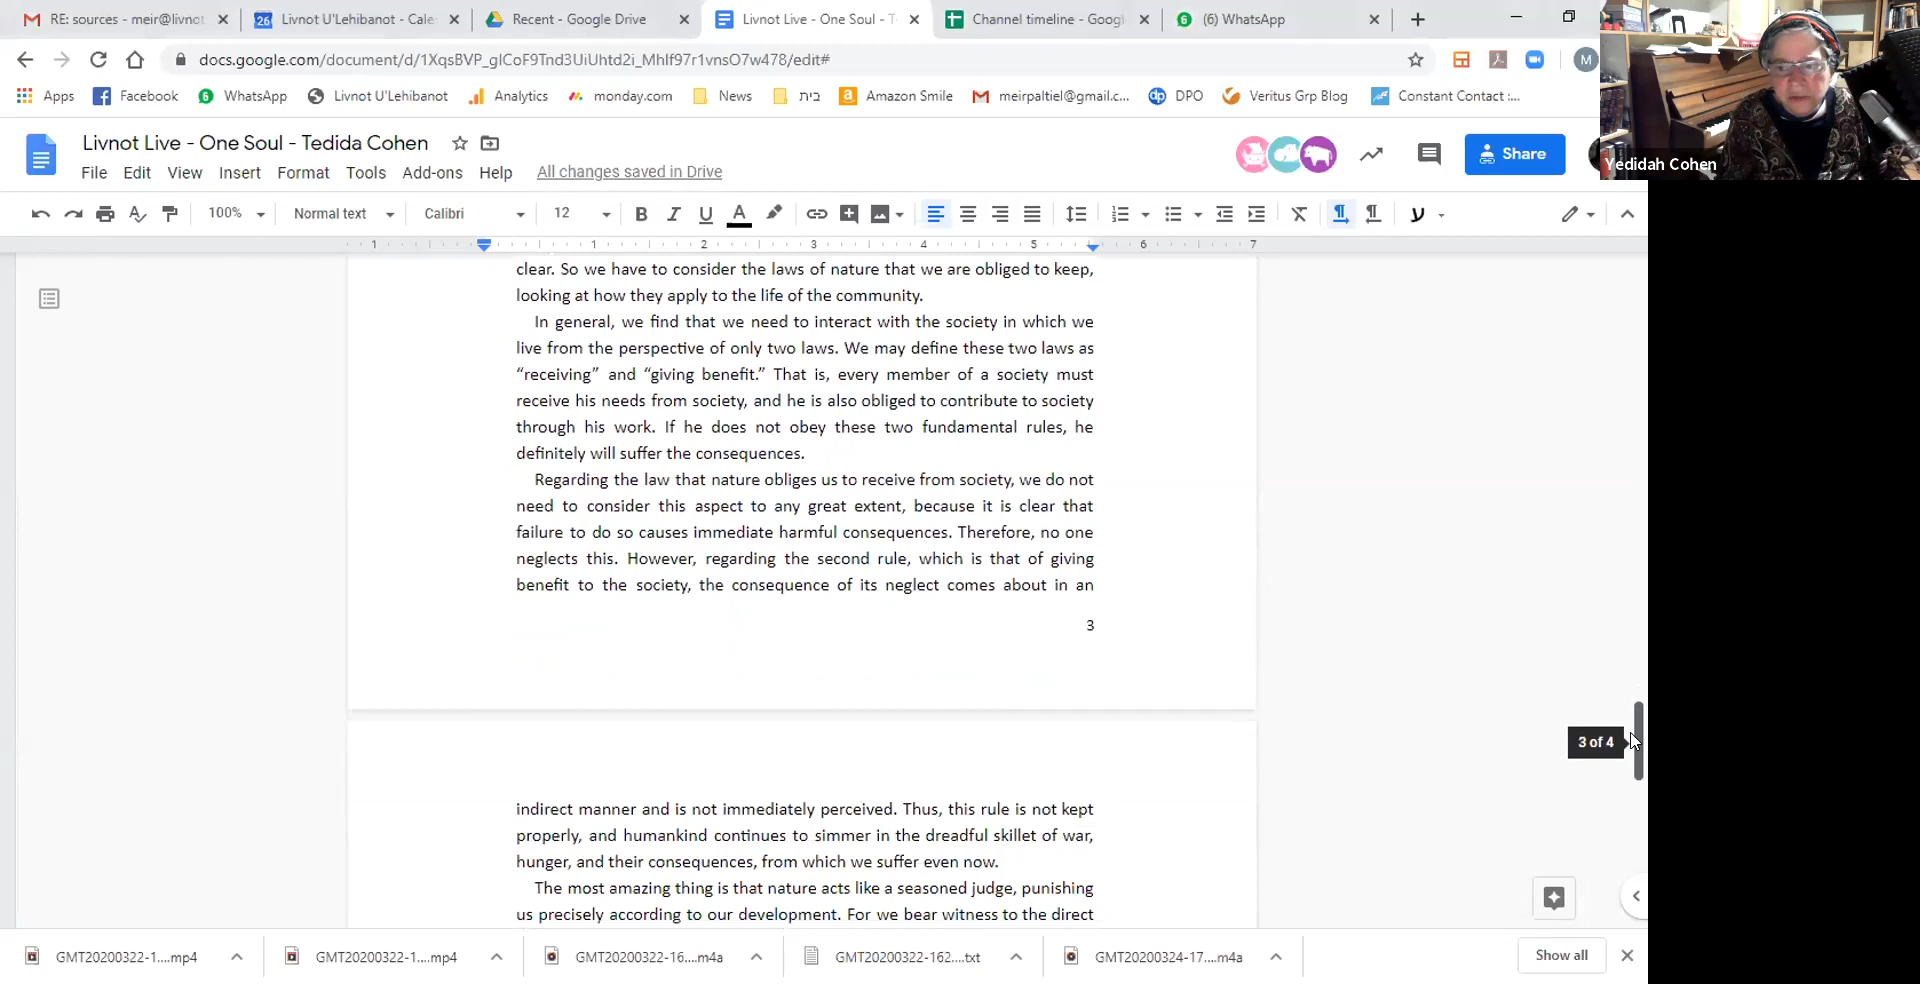 RE: sources - meir@livnot
26
Livnot U'Lehibanot - Cale
Recent - Google Drive
Livnot Live - One Soul - T
Channel timeline - Googl
6
(6) WhatsApp
docs.google.com/document/d/1XqsBVP_glCoF9Tnd3UiUhtd2i_Mhlf97r1vnsO7w478/edit#
M
Apps
Facebook
WhatsApp
Livnot U'Lehibanot
Analytics
monday.com
News
בית
Amazon Smile
meirpaltiel@gmail.c...
DPO
Veritus Grp Blog
Constant Contact :...
Livnot Live - One Soul - Tedida Cohen
Share
Yedidah Cohen
File Edit View Insert Format Tools Add-ons Help All changes saved in Drive
100% Normal text Calibri 12 B I U A
1 1 2 3 4 5 6 7
clear. So we have to consider the laws of nature that we are obliged to keep,
looking at how they apply to the life of the community.
In general, we find that we need to interact with the society in which we
live from the perspective of only two laws. We may define these two laws as
“receiving” and “giving benefit.” That is, every member of a society must
receive his needs from society, and he is also obliged to contribute to society
through his work. If he does not obey these two fundamental rules, he
definitely will suffer the consequences.
Regarding the law that nature obliges us to receive from society, we do not
need to consider this aspect to any great extent, because it is clear that
failure to do so causes immediate harmful consequences. Therefore, no one
neglects this. However, regarding the second rule, which is that of giving
benefit to the society, the consequence of its neglect comes about in an
3
3 of 4
indirect manner and is not immediately perceived. Thus, this rule is not kept
properly, and humankind continues to simmer in the dreadful skillet of war,
hunger, and their consequences, from which we suffer even now.
The most amazing thing is that nature acts like a seasoned judge, punishing
us precisely according to our development. For we bear witness to the direct
GMT20200322-1....mp4
GMT20200322-1....mp4
GMT20200322-16....m4a
GMT20200322-162....txt
GMT20200324-17....m4a
Show all